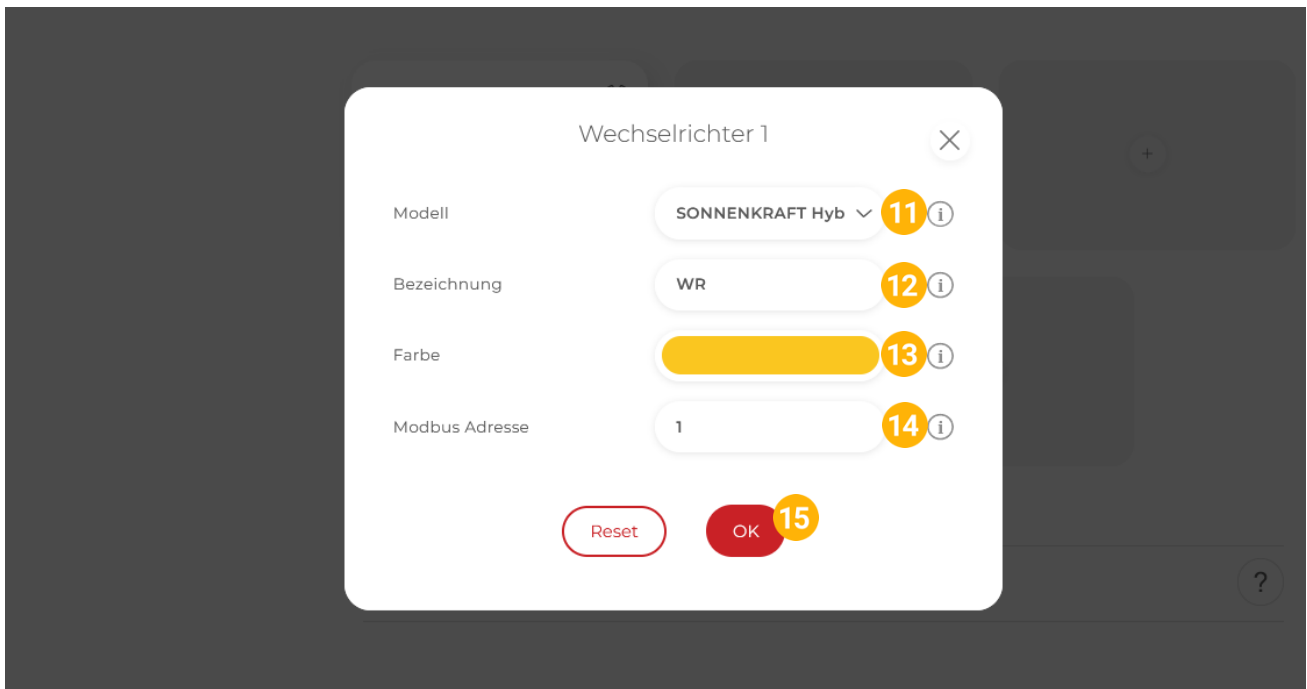 Wechselrichter 1
Modell SONNENKRAFT Hyb 11 i
Bezeichnung WR 12 i
Farbe 13 i
Modbus Adresse 1 14 i
Reset OK 15
+
?